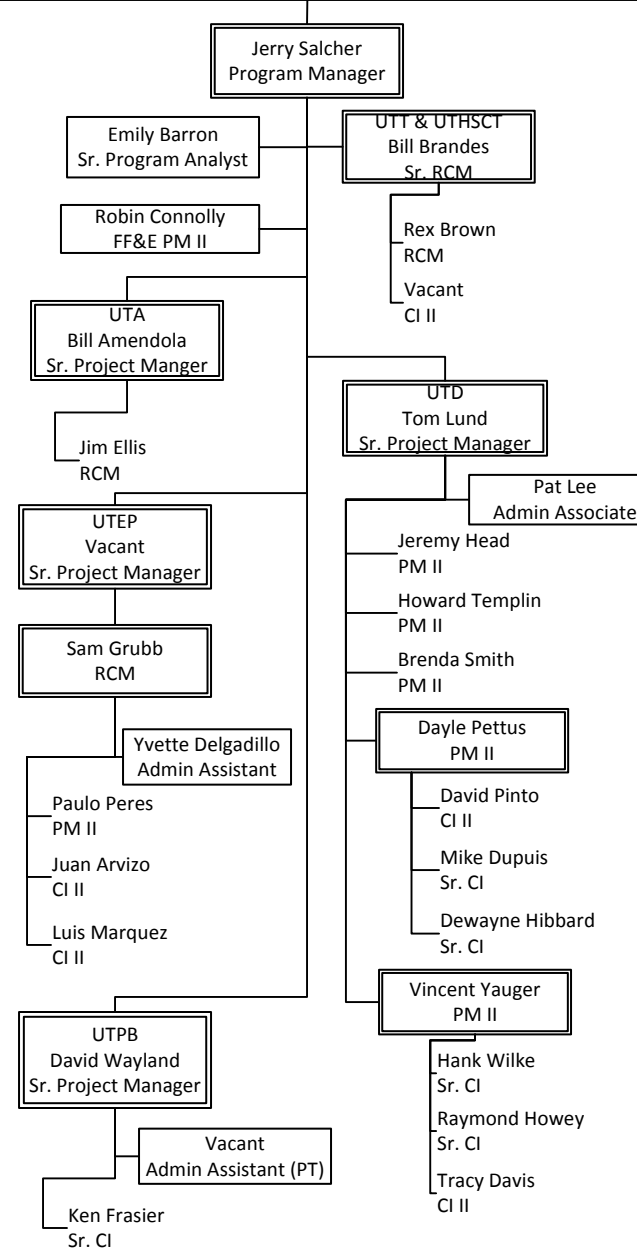 Jerry Salcher
Program Manager
Emily Barron
Sr. Program Analyst
UTT & UTHSCT
Bill Brandes
Sr. RCM
Robin Connolly
FF&E PM II
Rex Brown
RCM
Vacant
CI II
UTA
Bill Amendola
Sr. Project Manger
Jim Ellis
RCM
UTD
Tom Lund
Sr. Project Manager
Pat Lee
Admin Associate
UTEP
Vacant
Sr. Project Manager
Jeremy Head
PM II
Howard Templin
PM II
Brenda Smith
PM II
Sam Grubb
RCM
Yvette Delgadillo
Admin Assistant
Paulo Peres
PM II
Juan Arvizo
CI II
Luis Marquez
CI II
Dayle Pettus
PM II
David Pinto
CI II
Mike Dupuis
Sr. CI
Dewayne Hibbard
Sr. CI
Vincent Yauger
PM II
Hank Wilke
Sr. CI
Raymond Howey
Sr. CI
Tracy Davis
CI II
UTPB
David Wayland
Sr. Project Manager
Vacant
Admin Assistant (PT)
Ken Frasier
Sr. CI